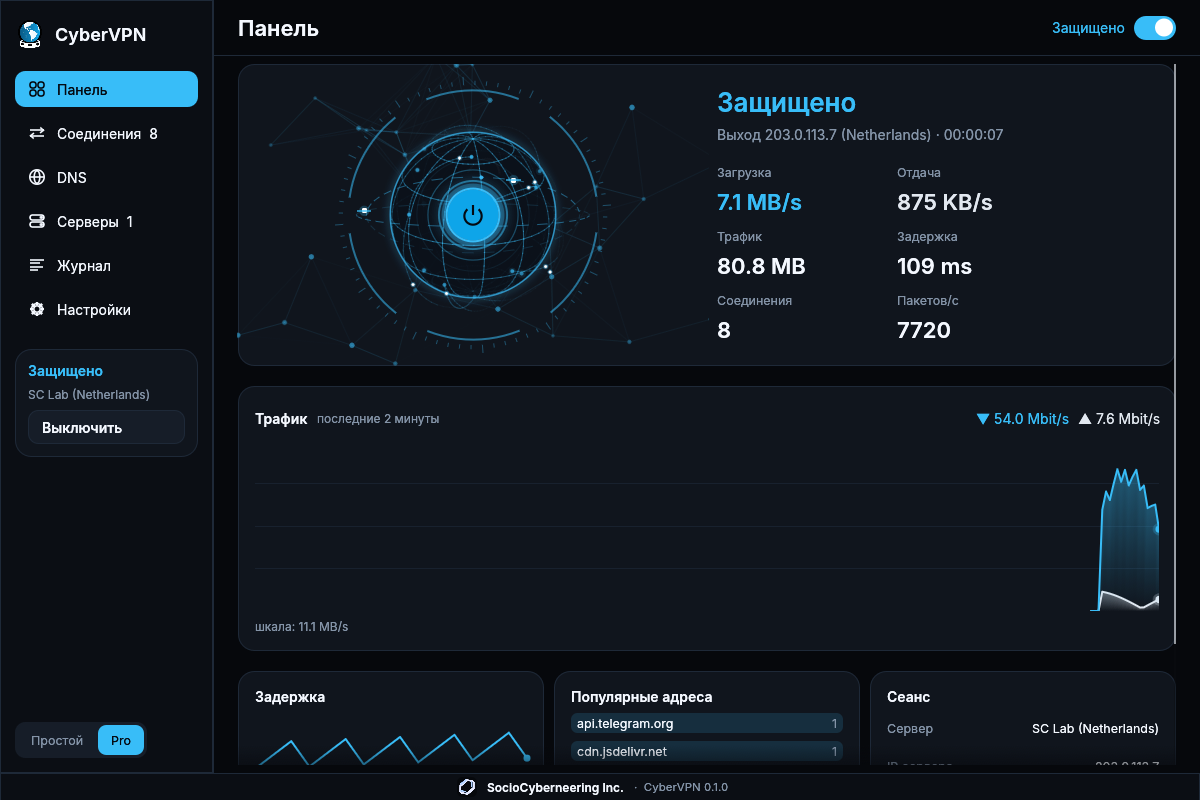 CyberVPN
Панель
Соединения 8
DNS
Серверы 1
Журнал
Настройки
Защищено
SC Lab (Netherlands)
Выключить
Простой Pro
Панель
Защищено
Защищено
Выход 203.0.113.7 (Netherlands) · 00:00:07
Загрузка Отдача
7.1 MB/s 875 KB/s
Трафик Задержка
80.8 MB 109 ms
Соединения Пакетов/с
8 7720
Трафик последние 2 минуты ▼ 54.0 Mbit/s ▲ 7.6 Mbit/s
шкала: 11.1 MB/s
Задержка
Популярные адреса
api.telegram.org 1
cdn.jsdelivr.net 1
Сеанс
Сервер SC Lab (Netherlands)
SocioCyberneering Inc. · CyberVPN 0.1.0